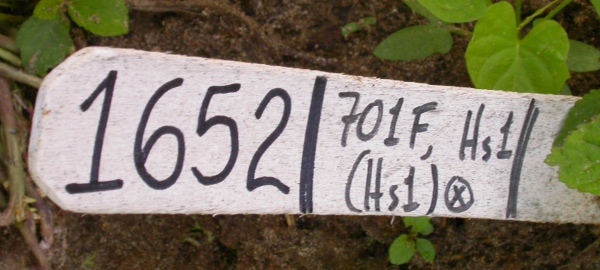 1652 | 701F, Hs1 |
(Hs1) ⓧ